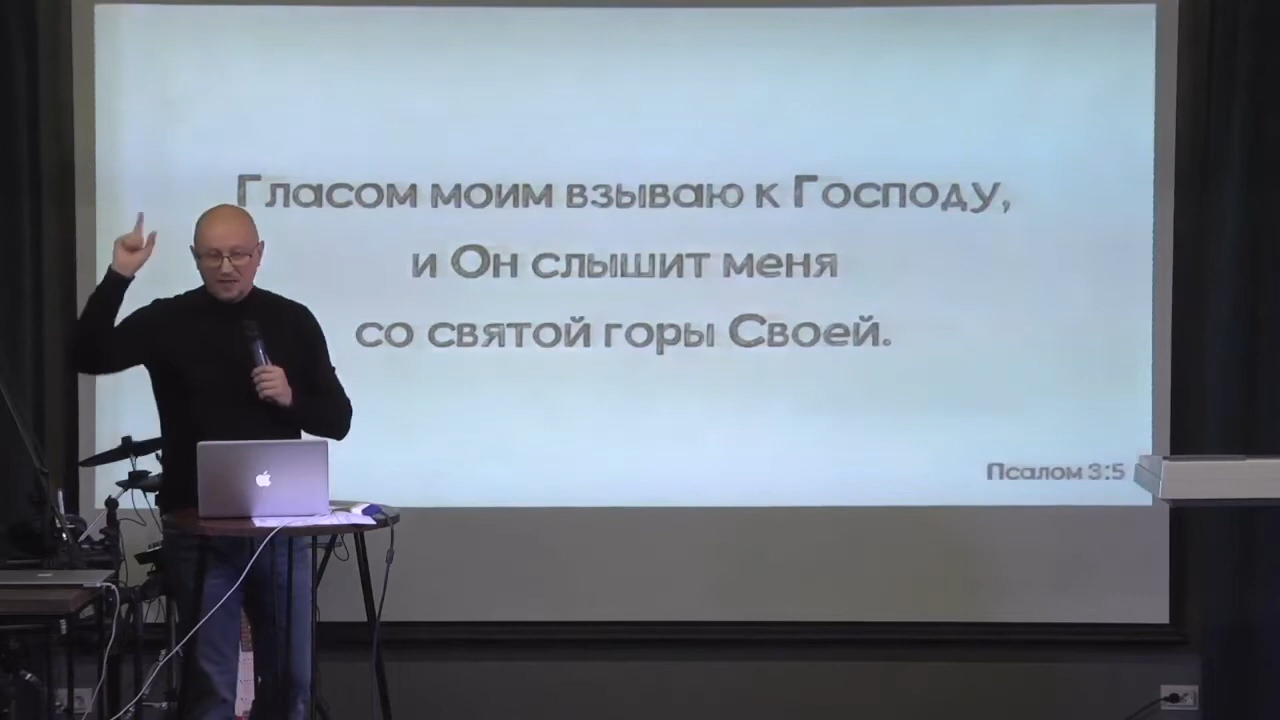 Гласом моим взываю к Господу,
и Он слышит меня
со святой горы Своей.
Псалом 3:5